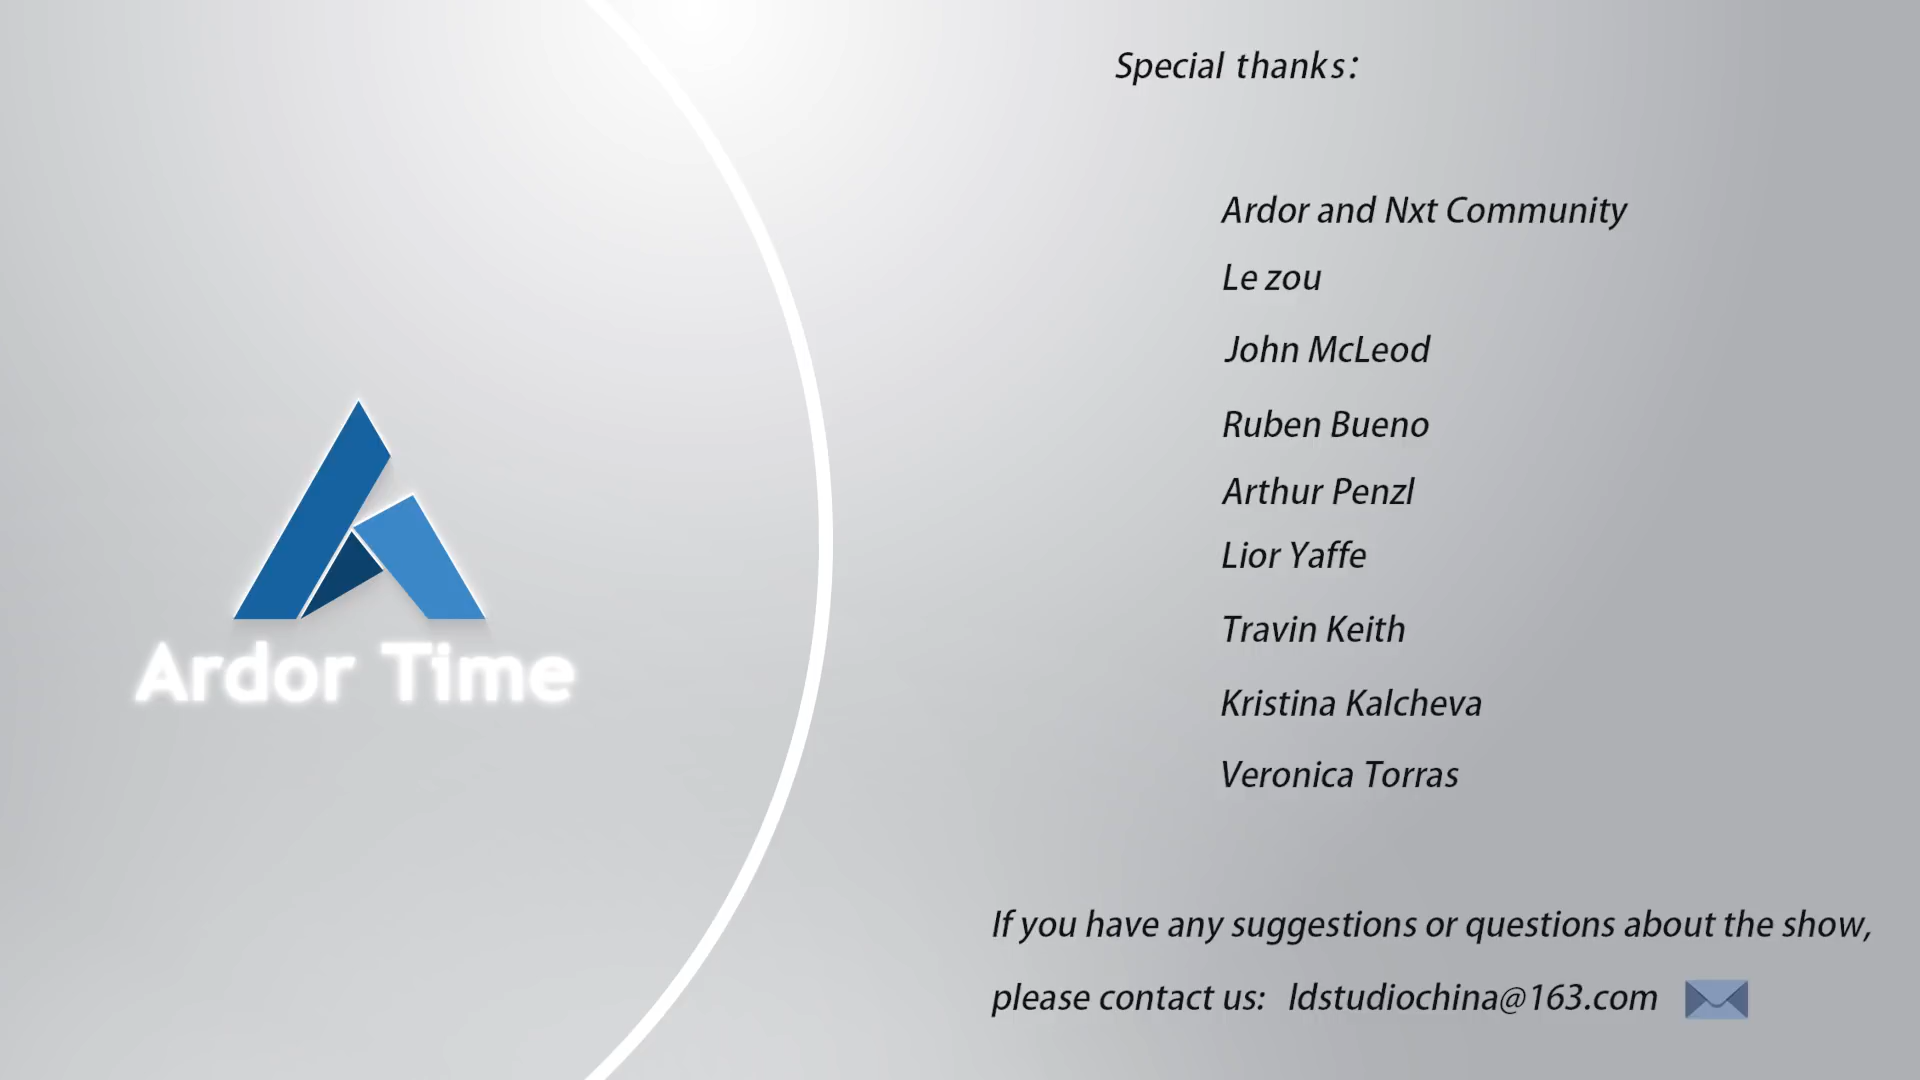 Ardor Time
Special thanks:
Ardor and Nxt Community
Le zou
John McLeod
Ruben Bueno
Arthur Penzl
Lior Yaffe
Travin Keith
Kristina Kalcheva
Veronica Torras
If you have any suggestions or questions about the show,
please contact us: ldstudiochina@163.com